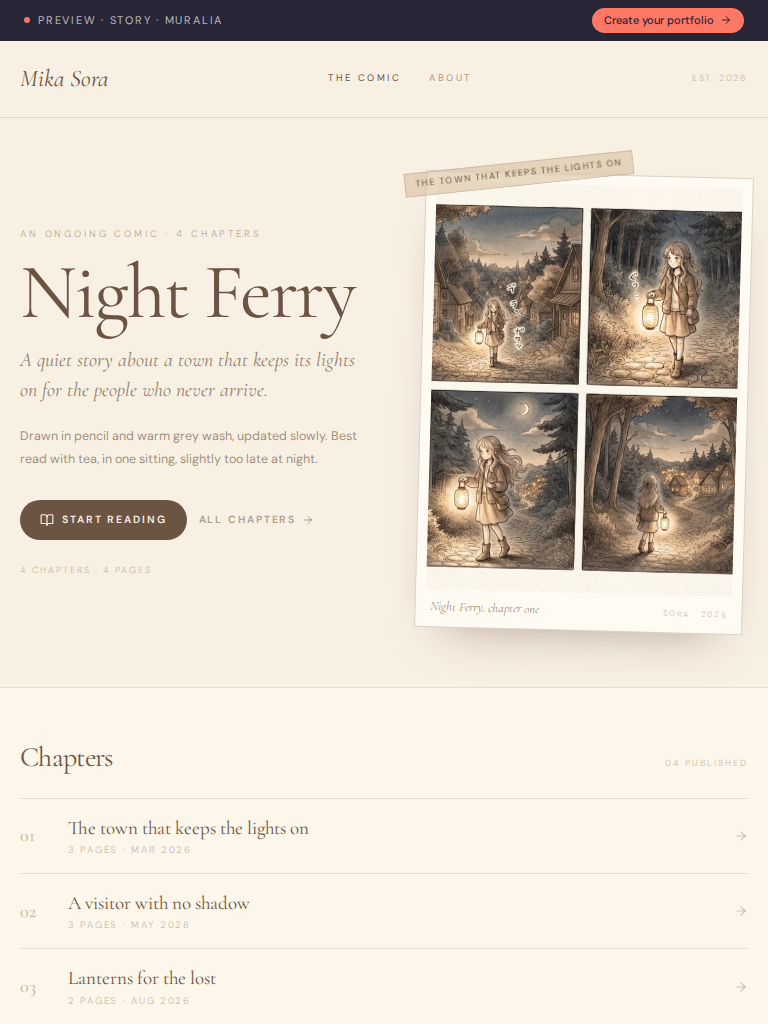 PREVIEW · STORY · MURALIA
Create your portfolio →
Mika Sora
THE COMIC
ABOUT
EST. 2026
AN ONGOING COMIC · 4 CHAPTERS
Night Ferry
A quiet story about a town that keeps its lights
on for the people who never arrive.
Drawn in pencil and warm grey wash, updated slowly. Best
read with tea, in one sitting, slightly too late at night.
START READING
ALL CHAPTERS →
4 CHAPTERS · 4 PAGES
THE TOWN THAT KEEPS THE LIGHTS ON
Night Ferry, chapter one
SORA · 2026
Chapters
04 PUBLISHED
01
The town that keeps the lights on
3 PAGES · MAR 2026
→
02
A visitor with no shadow
3 PAGES · MAY 2026
→
03
Lanterns for the lost
2 PAGES · AUG 2026
→